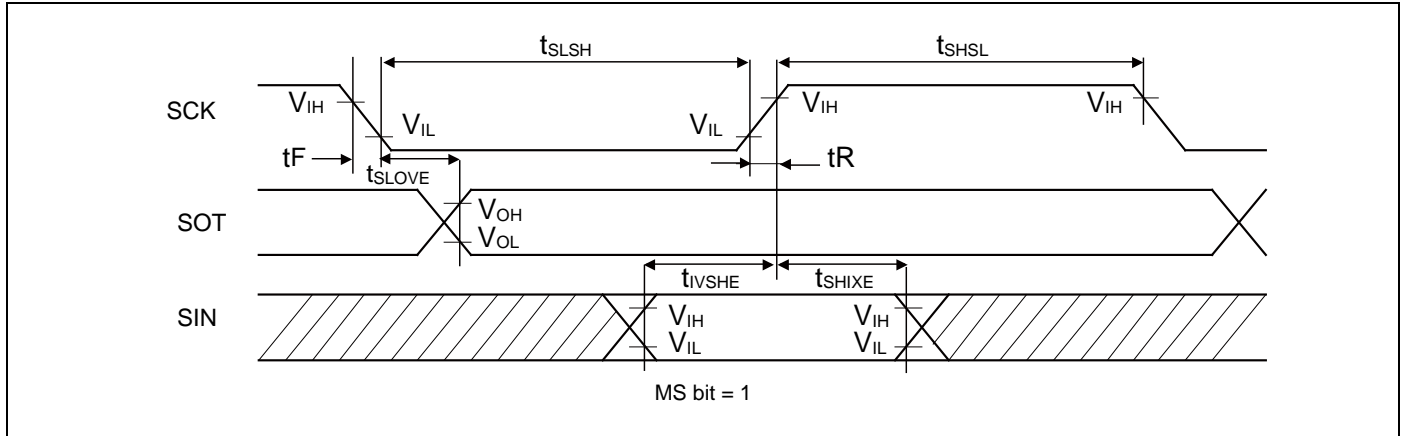 tSLSH
tSHSL
SCK
VIH
VIL
VIL
VIH
VIH
tF
tSLOVE
tR
SOT
VOH
VOL
tIVSHE
tSHIXE
SIN
VIH
VIL
VIH
VIL
MS bit = 1